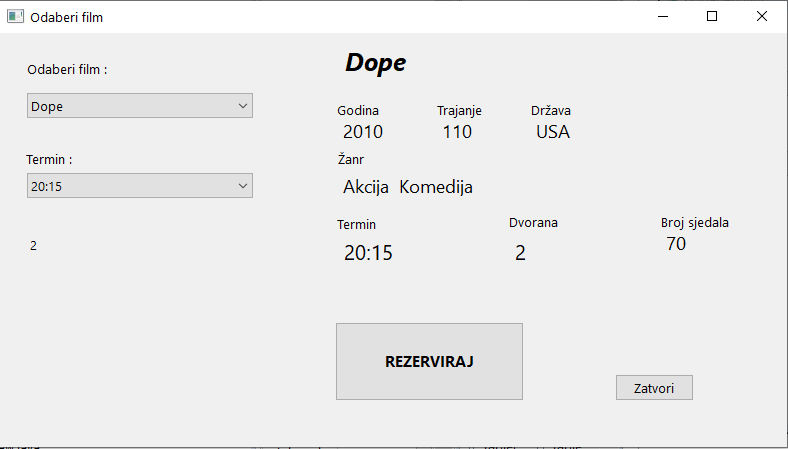 Odaberi film
Odaberi film :
Dope
Termin :
20:15
2
Dope
Godina Trajanje Država
2010 110 USA
Žanr
Akcija Komedija
Termin Dvorana Broj sjedala
20:15 2 70
REZERVIRAJ
Zatvori